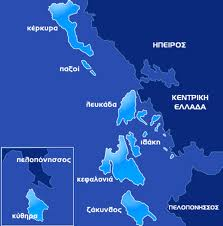 κέρκυρα
ΗΠΕΙΡΟΣ
παξοί
ΚΕΝΤΡΙΚΗ
ΕΛΛΑΔΑ
λευκάδα
ιθάκη
πελοπόννησος
κεφαλονιά
ΠΕΛΟΠΟΝΝΗΣΟΣ
κύθηρα
ζάκυνθος